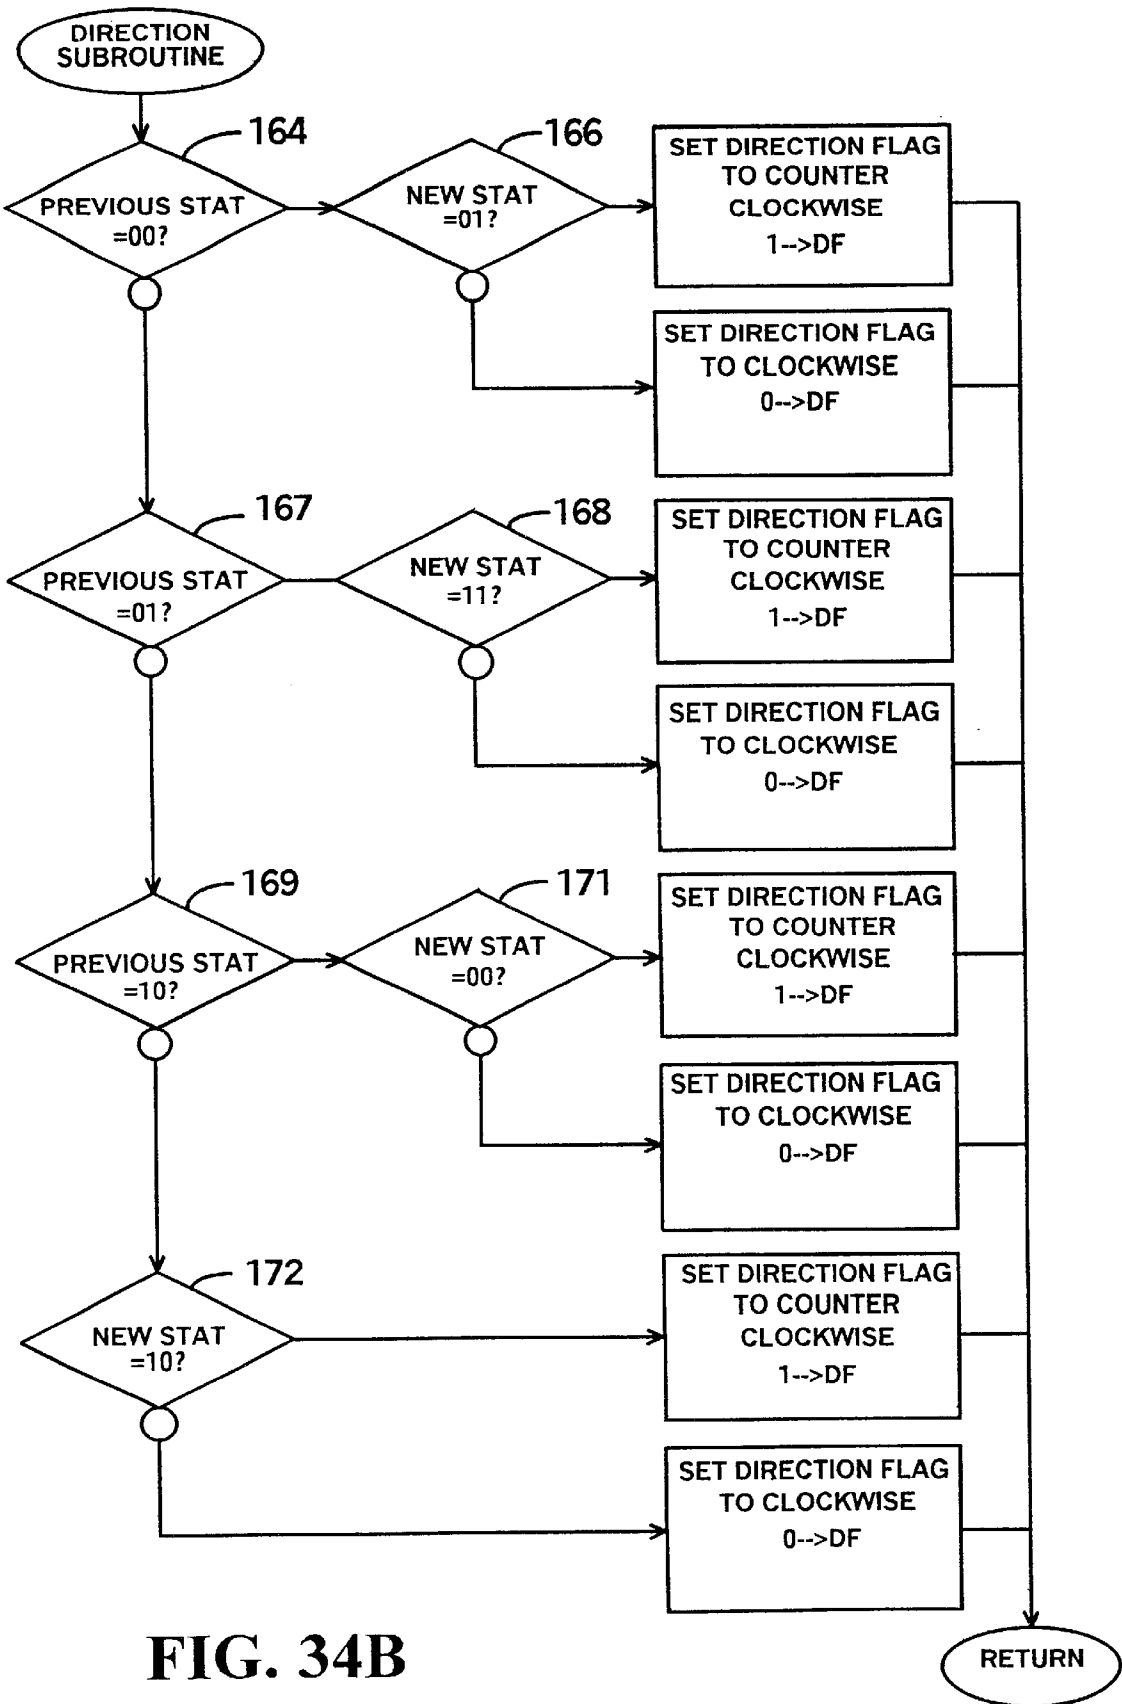 DIRECTION
SUBROUTINE
164
PREVIOUS STAT
=00?
166
NEW STAT
=01?
SET DIRECTION FLAG
TO COUNTER
CLOCKWISE
1-->DF
SET DIRECTION FLAG
TO CLOCKWISE
0-->DF
167
PREVIOUS STAT
=01?
168
NEW STAT
=11?
SET DIRECTION FLAG
TO COUNTER
CLOCKWISE
1-->DF
SET DIRECTION FLAG
TO CLOCKWISE
0-->DF
169
PREVIOUS STAT
=10?
171
NEW STAT
=00?
SET DIRECTION FLAG
TO COUNTER
CLOCKWISE
1-->DF
SET DIRECTION FLAG
TO CLOCKWISE
0-->DF
172
NEW STAT
=10?
SET DIRECTION FLAG
TO COUNTER
CLOCKWISE
1-->DF
SET DIRECTION FLAG
TO CLOCKWISE
0-->DF
RETURN
FIG. 34B